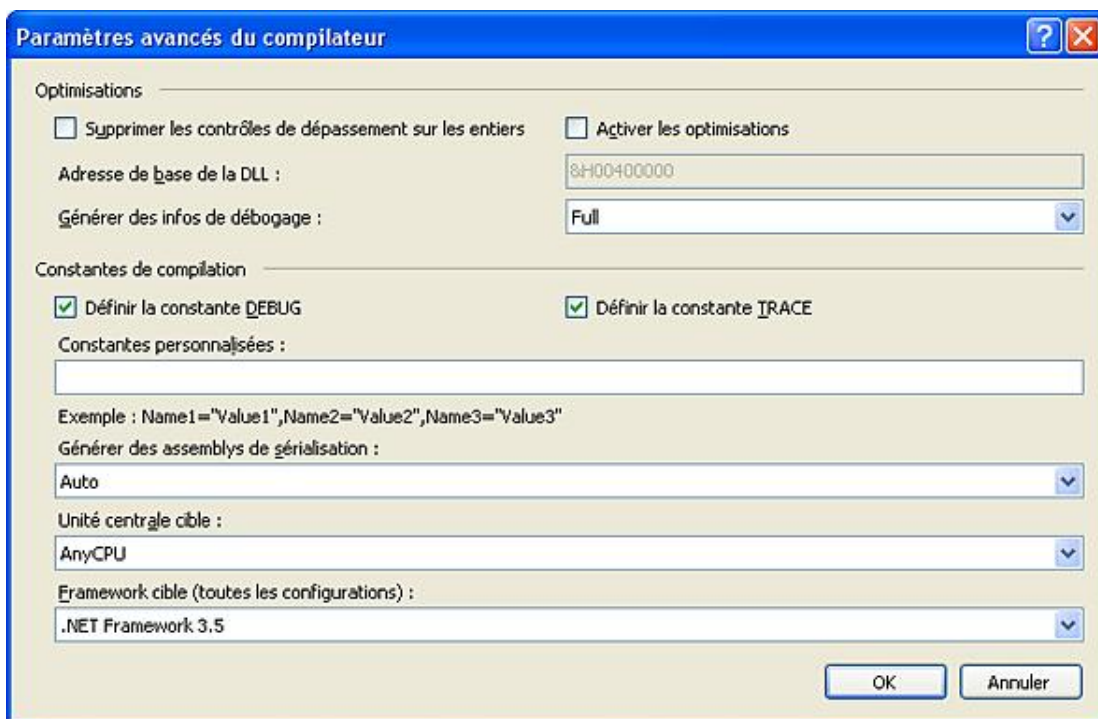 Paramètres avancés du compilateur
Optimisations
Supprimer les contrôles de dépassement sur les entiers
Activer les optimisations
Adresse de base de la DLL :
&H00400000
Générer des infos de débogage :
Full
Constantes de compilation
Définir la constante DEBUG
Définir la constante TRACE
Constantes personnalisées :
Exemple : Name1="Value1",Name2="Value2",Name3="Value3"
Générer des assemblys de sérialisation :
Auto
Unité centrale cible :
AnyCPU
Framework cible (toutes les configurations) :
.NET Framework 3.5
OK
Annuler